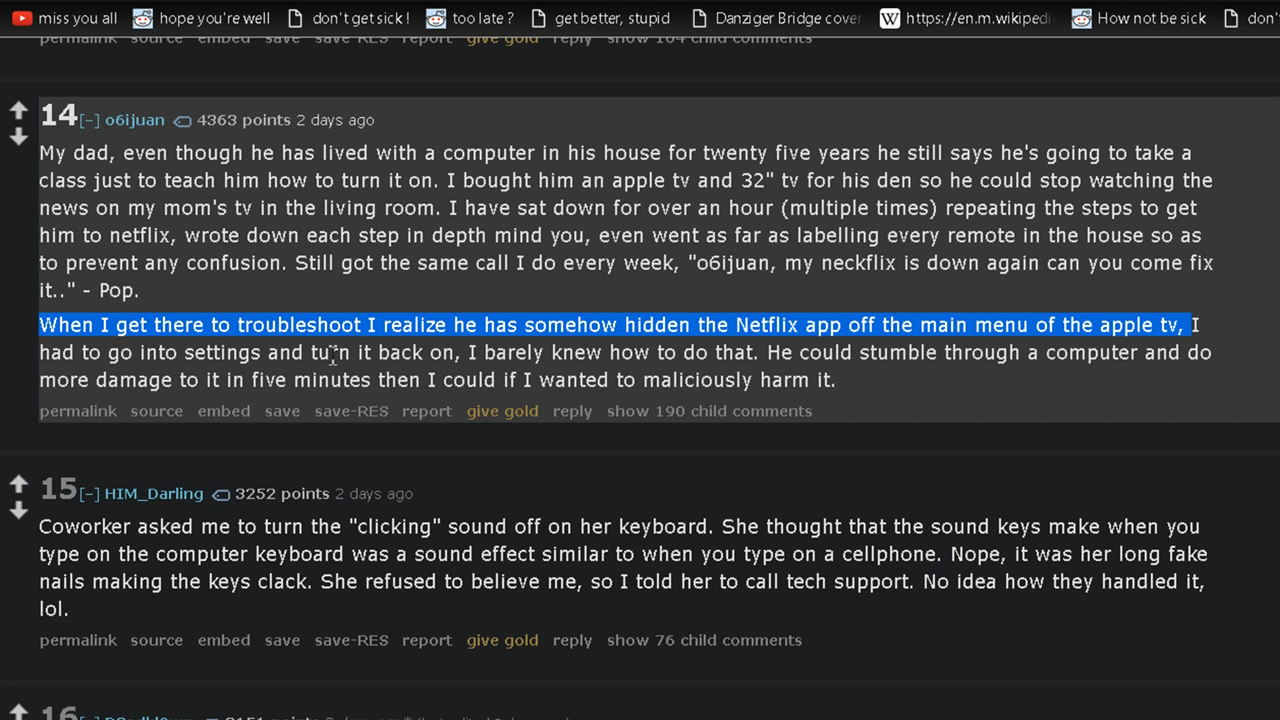 miss you all hope you're well don't get sick ! too late ? get better, stupid Danziger Bridge cover https://en.m.wikipedi How not be sick don'
permalink source embed save save-RES report give gold reply show 104 child comments
14 [-] o6ijuan 4363 points 2 days ago
My dad, even though he has lived with a computer in his house for twenty five years he still says he's going to take a
class just to teach him how to turn it on. I bought him an apple tv and 32" tv for his den so he could stop watching the
news on my mom's tv in the living room. I have sat down for over an hour (multiple times) repeating the steps to get
him to netflix, wrote down each step in depth mind you, even went as far as labelling every remote in the house so as
to prevent any confusion. Still got the same call I do every week, "o6ijuan, my neckflix is down again can you come fix
it.." - Pop.
When I get there to troubleshoot I realize he has somehow hidden the Netflix app off the main menu of the apple tv, I
had to go into settings and turn it back on, I barely knew how to do that. He could stumble through a computer and do
more damage to it in five minutes then I could if I wanted to maliciously harm it.
permalink source embed save save-RES report give gold reply show 190 child comments
15 [-] HIM_Darling 3252 points 2 days ago
Coworker asked me to turn the "clicking" sound off on her keyboard. She thought that the sound keys make when you
type on the computer keyboard was a sound effect similar to when you type on a cellphone. Nope, it was her long fake
nails making the keys clack. She refused to believe me, so I told her to call tech support. No idea how they handled it,
lol.
permalink source embed save save-RES report give gold reply show 76 child comments
16 [-]